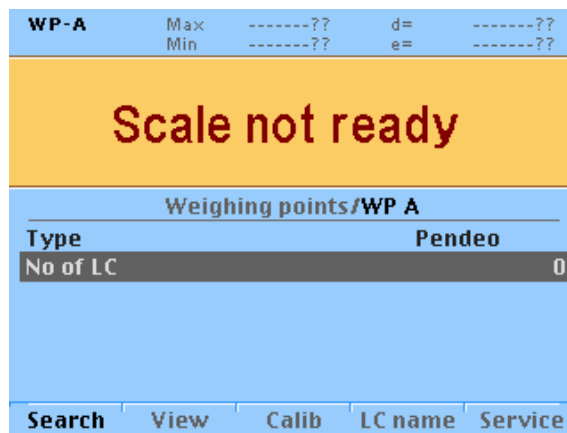 WP-A Max -------?? d= -------??
Min -------?? e= -------??
Scale not ready
Weighing points/WP A
Type Pendeo
No of LC 0
Search View Calib LC name Service